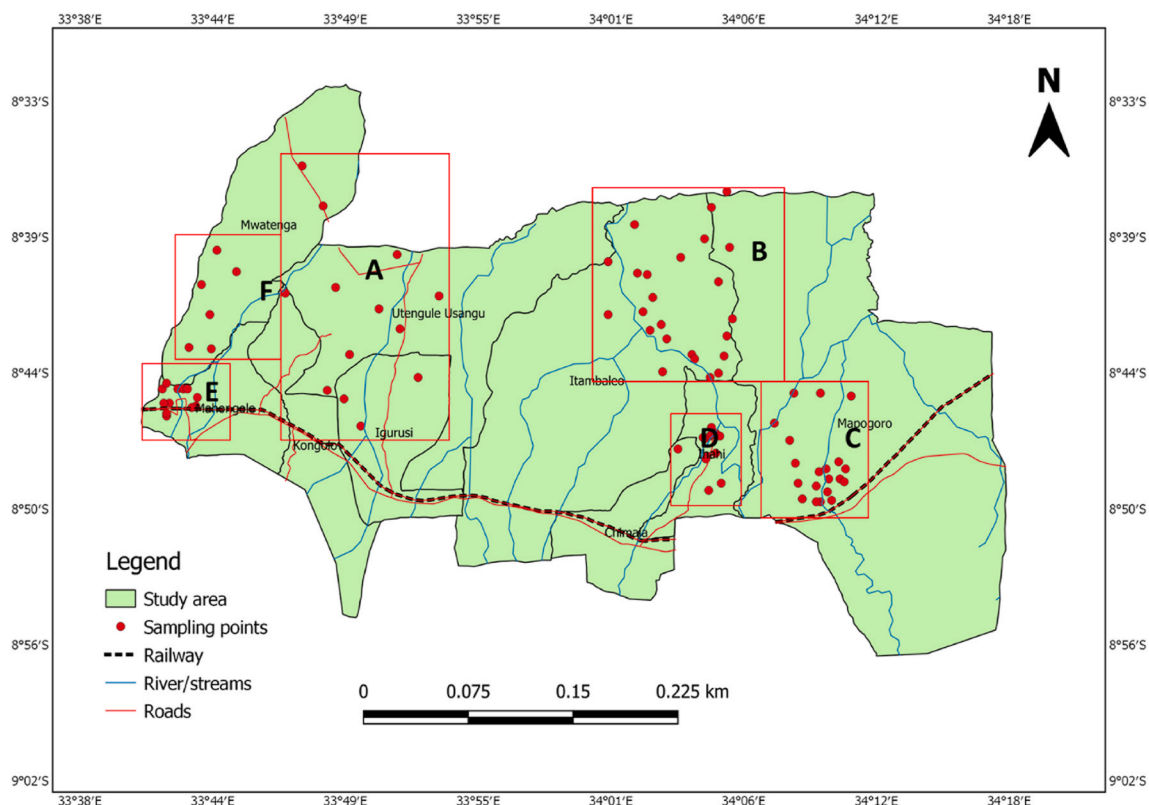 33°38′E 33°44′E 33°49′E 33°55′E 34°01′E 34°06′E 34°12′E 34°18′E
N
8°33′S 8°33′S
Mwatenga
8°39′S 8°39′S
B
A
F
Utengule Usangu
8°44′S 8°44′S
Itambaleo
E
Mahongole
Mapogoro
Igurusi
D
C
Kongolo
Ihahi
8°50′S 8°50′S
Chimala
Legend
Study area
Sampling points
8°56′S 8°56′S
Railway
River/streams
0 0.075 0.15 0.225 km
Roads
9°02′S 9°02′S
33°38′E 33°44′E 33°49′E 33°55′E 34°01′E 34°06′E 34°12′E 34°18′E